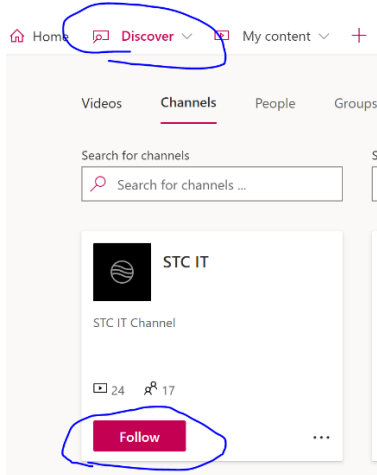 Home Discover My content
Videos Channels People Groups
Search for channels
Search for channels ...
STC IT
STC IT Channel
24 17
Follow